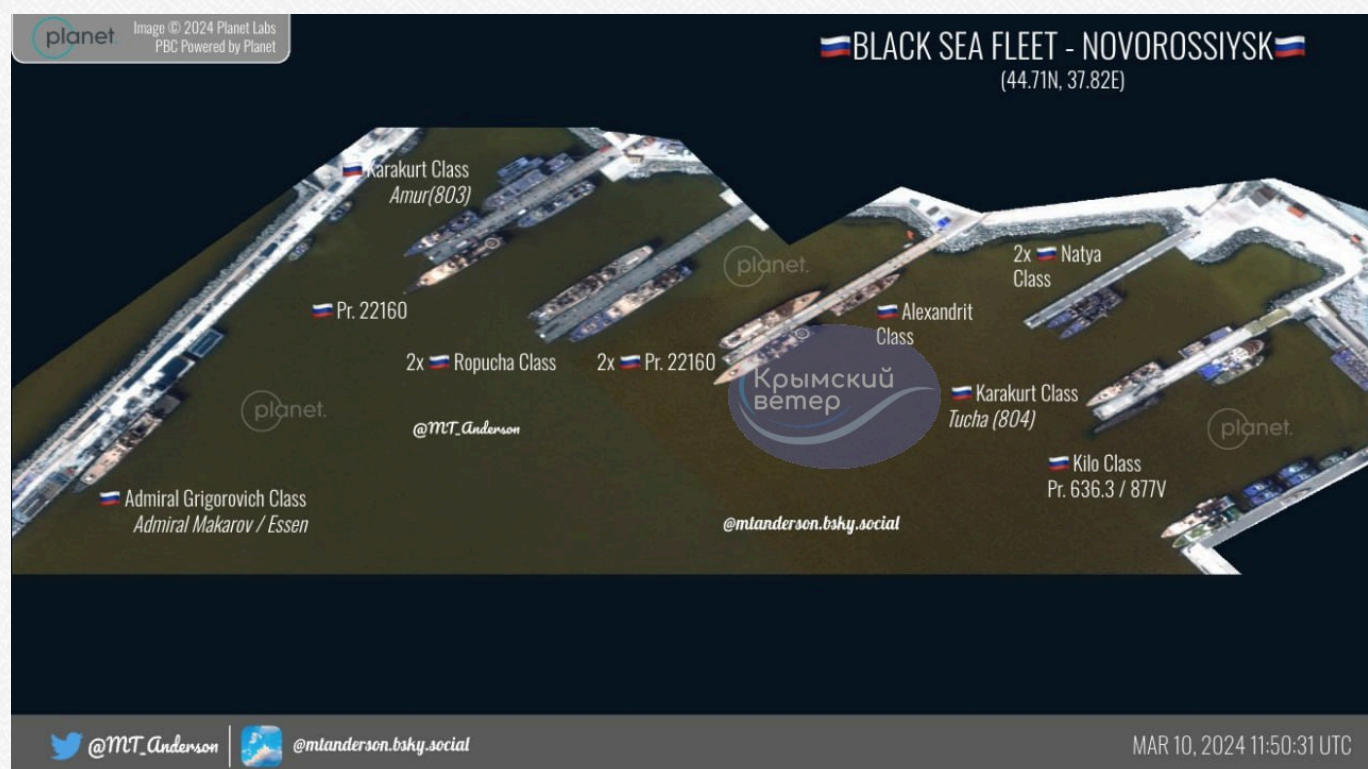 planet.
Image © 2024 Planet Labs
PBC Powered by Planet
BLACK SEA FLEET - NOVOROSSIYSK
(44.71N, 37.82E)
Karakurt Class
Amur(803)
Pr. 22160
2x Ropucha Class
2x Pr. 22160
planet.
Alexandrit
Class
2x Natya
Class
Крымский
ветер
Karakurt Class
Tucha (804)
planet.
planet.
@MT_Anderson
Kilo Class
Pr. 636.3 / 877V
Admiral Grigorovich Class
Admiral Makarov / Essen
@mtanderson.bsky.social
@MT_Anderson
@mtanderson.bsky.social
MAR 10, 2024 11:50:31 UTC